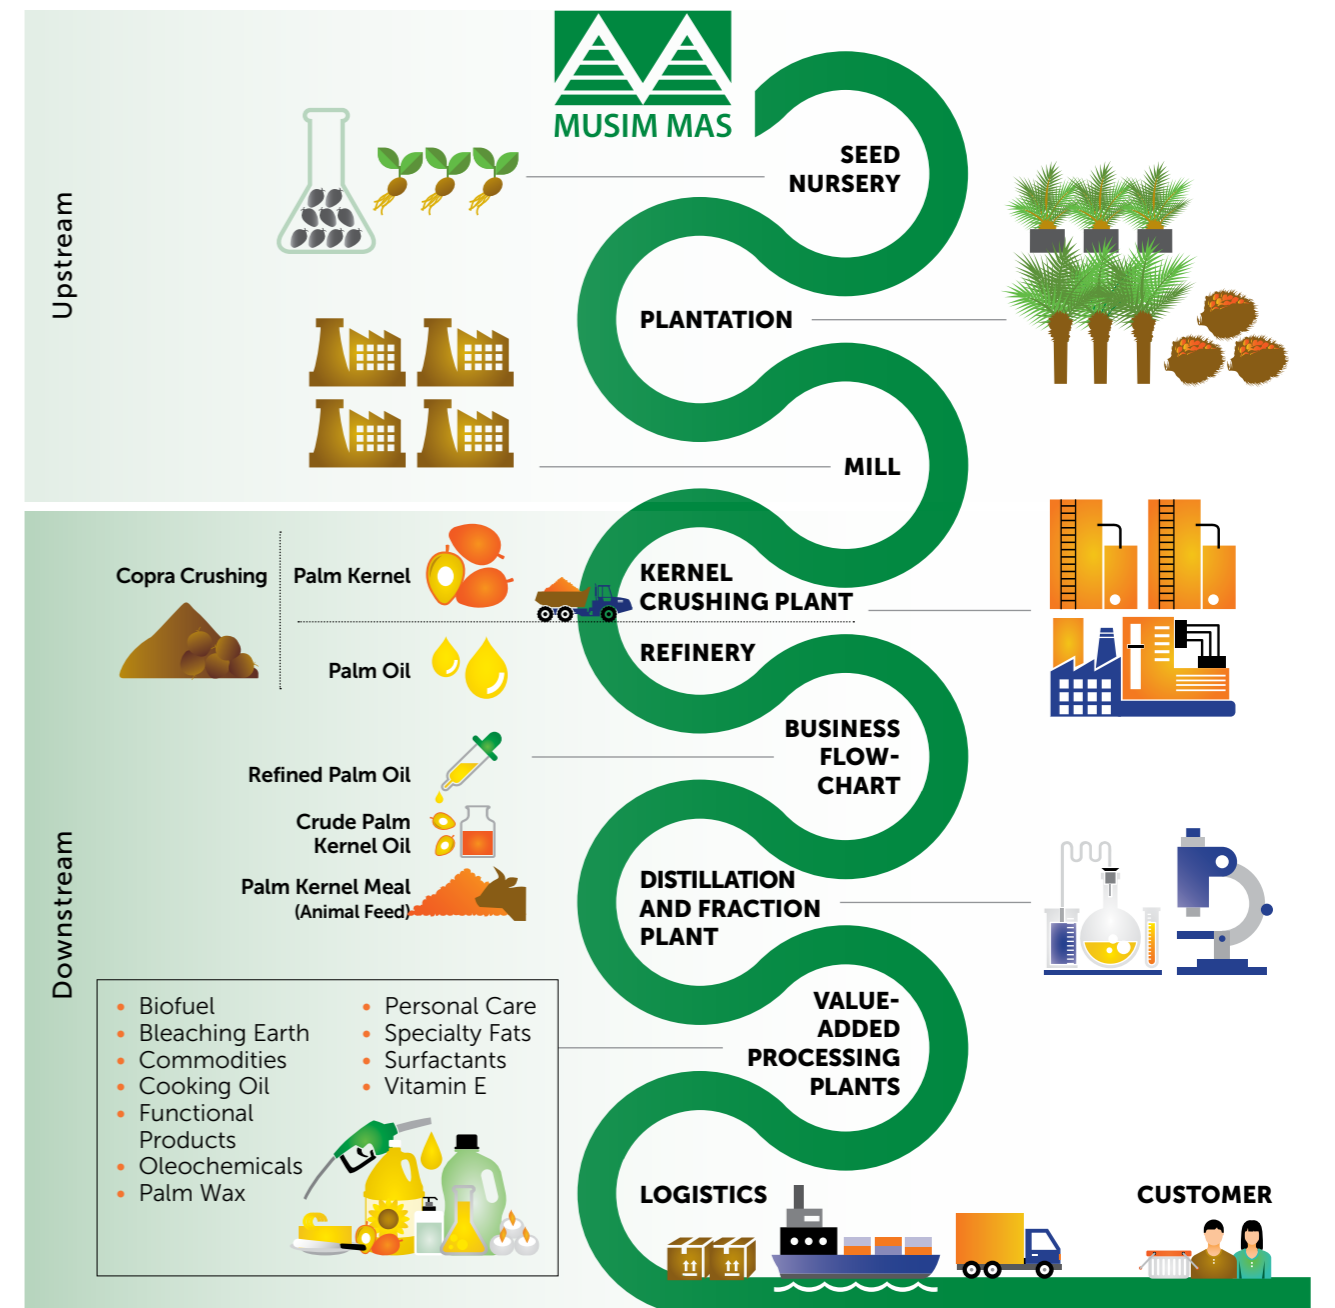 MUSIM MAS
Upstream
SEED
NURSERY
PLANTATION
MILL
Downstream
Copra Crushing
Palm Kernel
KERNEL
CRUSHING PLANT
Palm Oil
REFINERY
BUSINESS
FLOW-
CHART
Refined Palm Oil
Crude Palm
Kernel Oil
Palm Kernel Meal
(Animal Feed)
DISTILLATION
AND FRACTION
PLANT
• Biofuel
• Bleaching Earth
• Commodities
• Cooking Oil
• Functional
Products
• Oleochemicals
• Palm Wax
• Personal Care
• Specialty Fats
• Surfactants
• Vitamin E
VALUE-
ADDED
PROCESSING
PLANTS
LOGISTICS
CUSTOMER